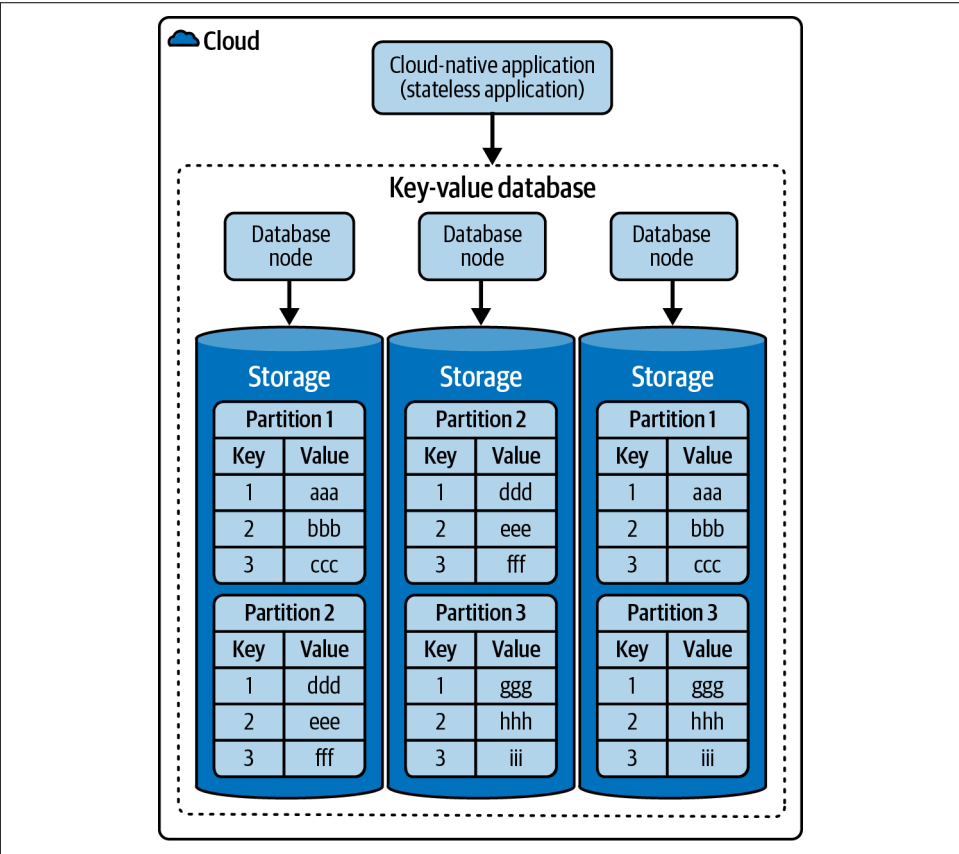 Cloud
Cloud-native application
(stateless application)
Key-value database
Database
node
Database
node
Database
node
Storage
Partition 1
Key Value
1 aaa
2 bbb
3 ccc
Partition 2
Key Value
1 ddd
2 eee
3 fff
Storage
Partition 2
Key Value
1 ddd
2 eee
3 fff
Partition 3
Key Value
1 ggg
2 hhh
3 iii
Storage
Partition 1
Key Value
1 aaa
2 bbb
3 ccc
Partition 3
Key Value
1 ggg
2 hhh
3 iii